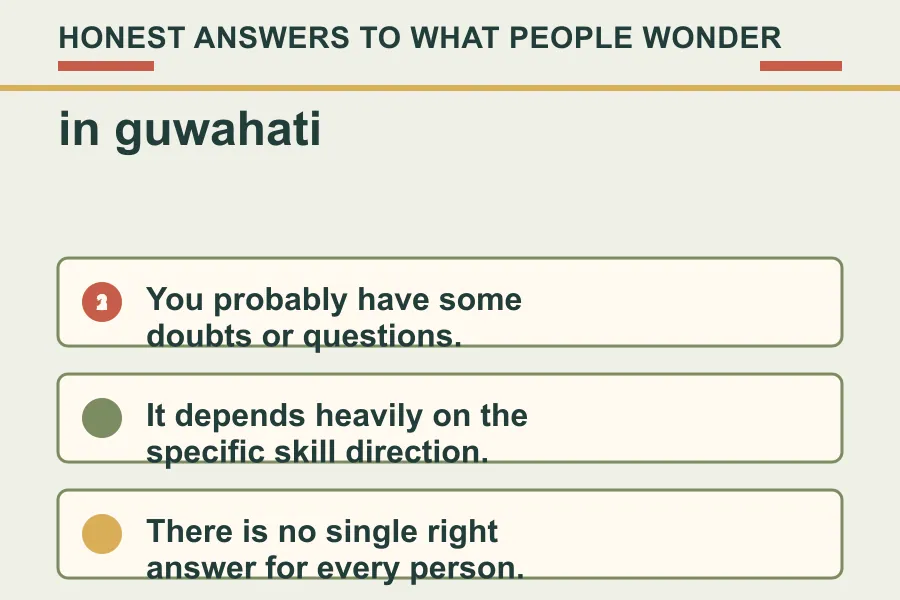 HONEST ANSWERS TO WHAT PEOPLE WONDER
in guwahati
You probably have some
doubts or questions.
It depends heavily on the
specific skill direction.
There is no single right
answer for every person.